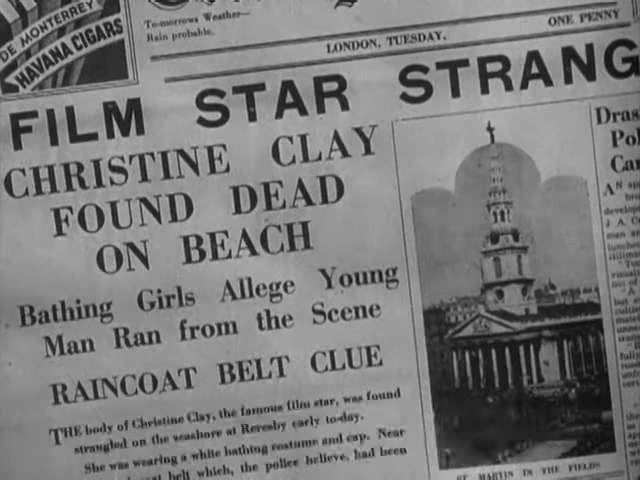 DE MONTERREY
HAVANA CIGARS
To-morrows Weather—
Rain probable.
LONDON, TUESDAY.
ONE PENNY
FILM STAR STRANG
CHRISTINE CLAY
FOUND DEAD
ON BEACH
Bathing Girls Allege Young
Man Ran from the Scene
RAINCOAT BELT CLUE
THE body of Christine Clay, the famous film star, was found
strangled on the seashore at Reresby early to-day.
She was wearing a white bathing costume and cap. Near
belt which, the police believe, had been
ST MARTIN IN THE FIELDS
Dras
Pol
Car
AN
J A. C